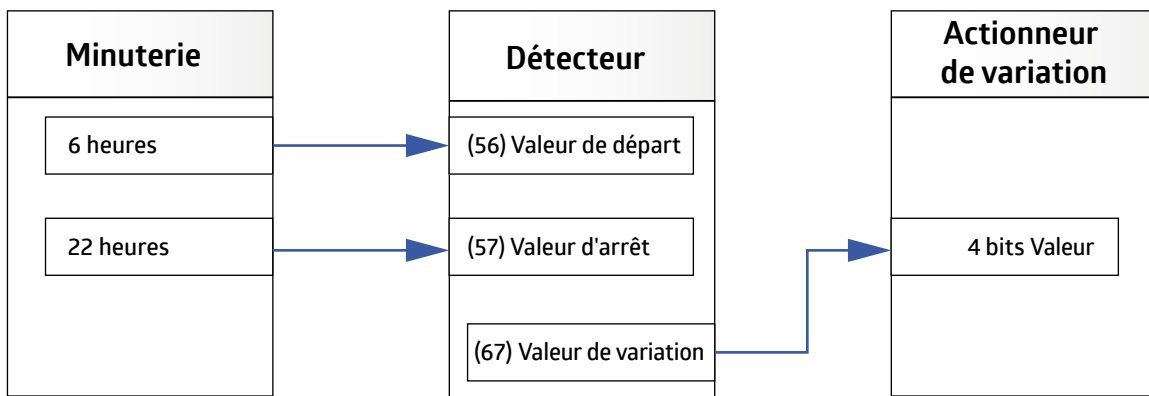 Minuterie
6 heures
22 heures
Détecteur
(56) Valeur de départ
(57) Valeur d'arrêt
(67) Valeur de variation
Actionneur
de variation
4 bits Valeur